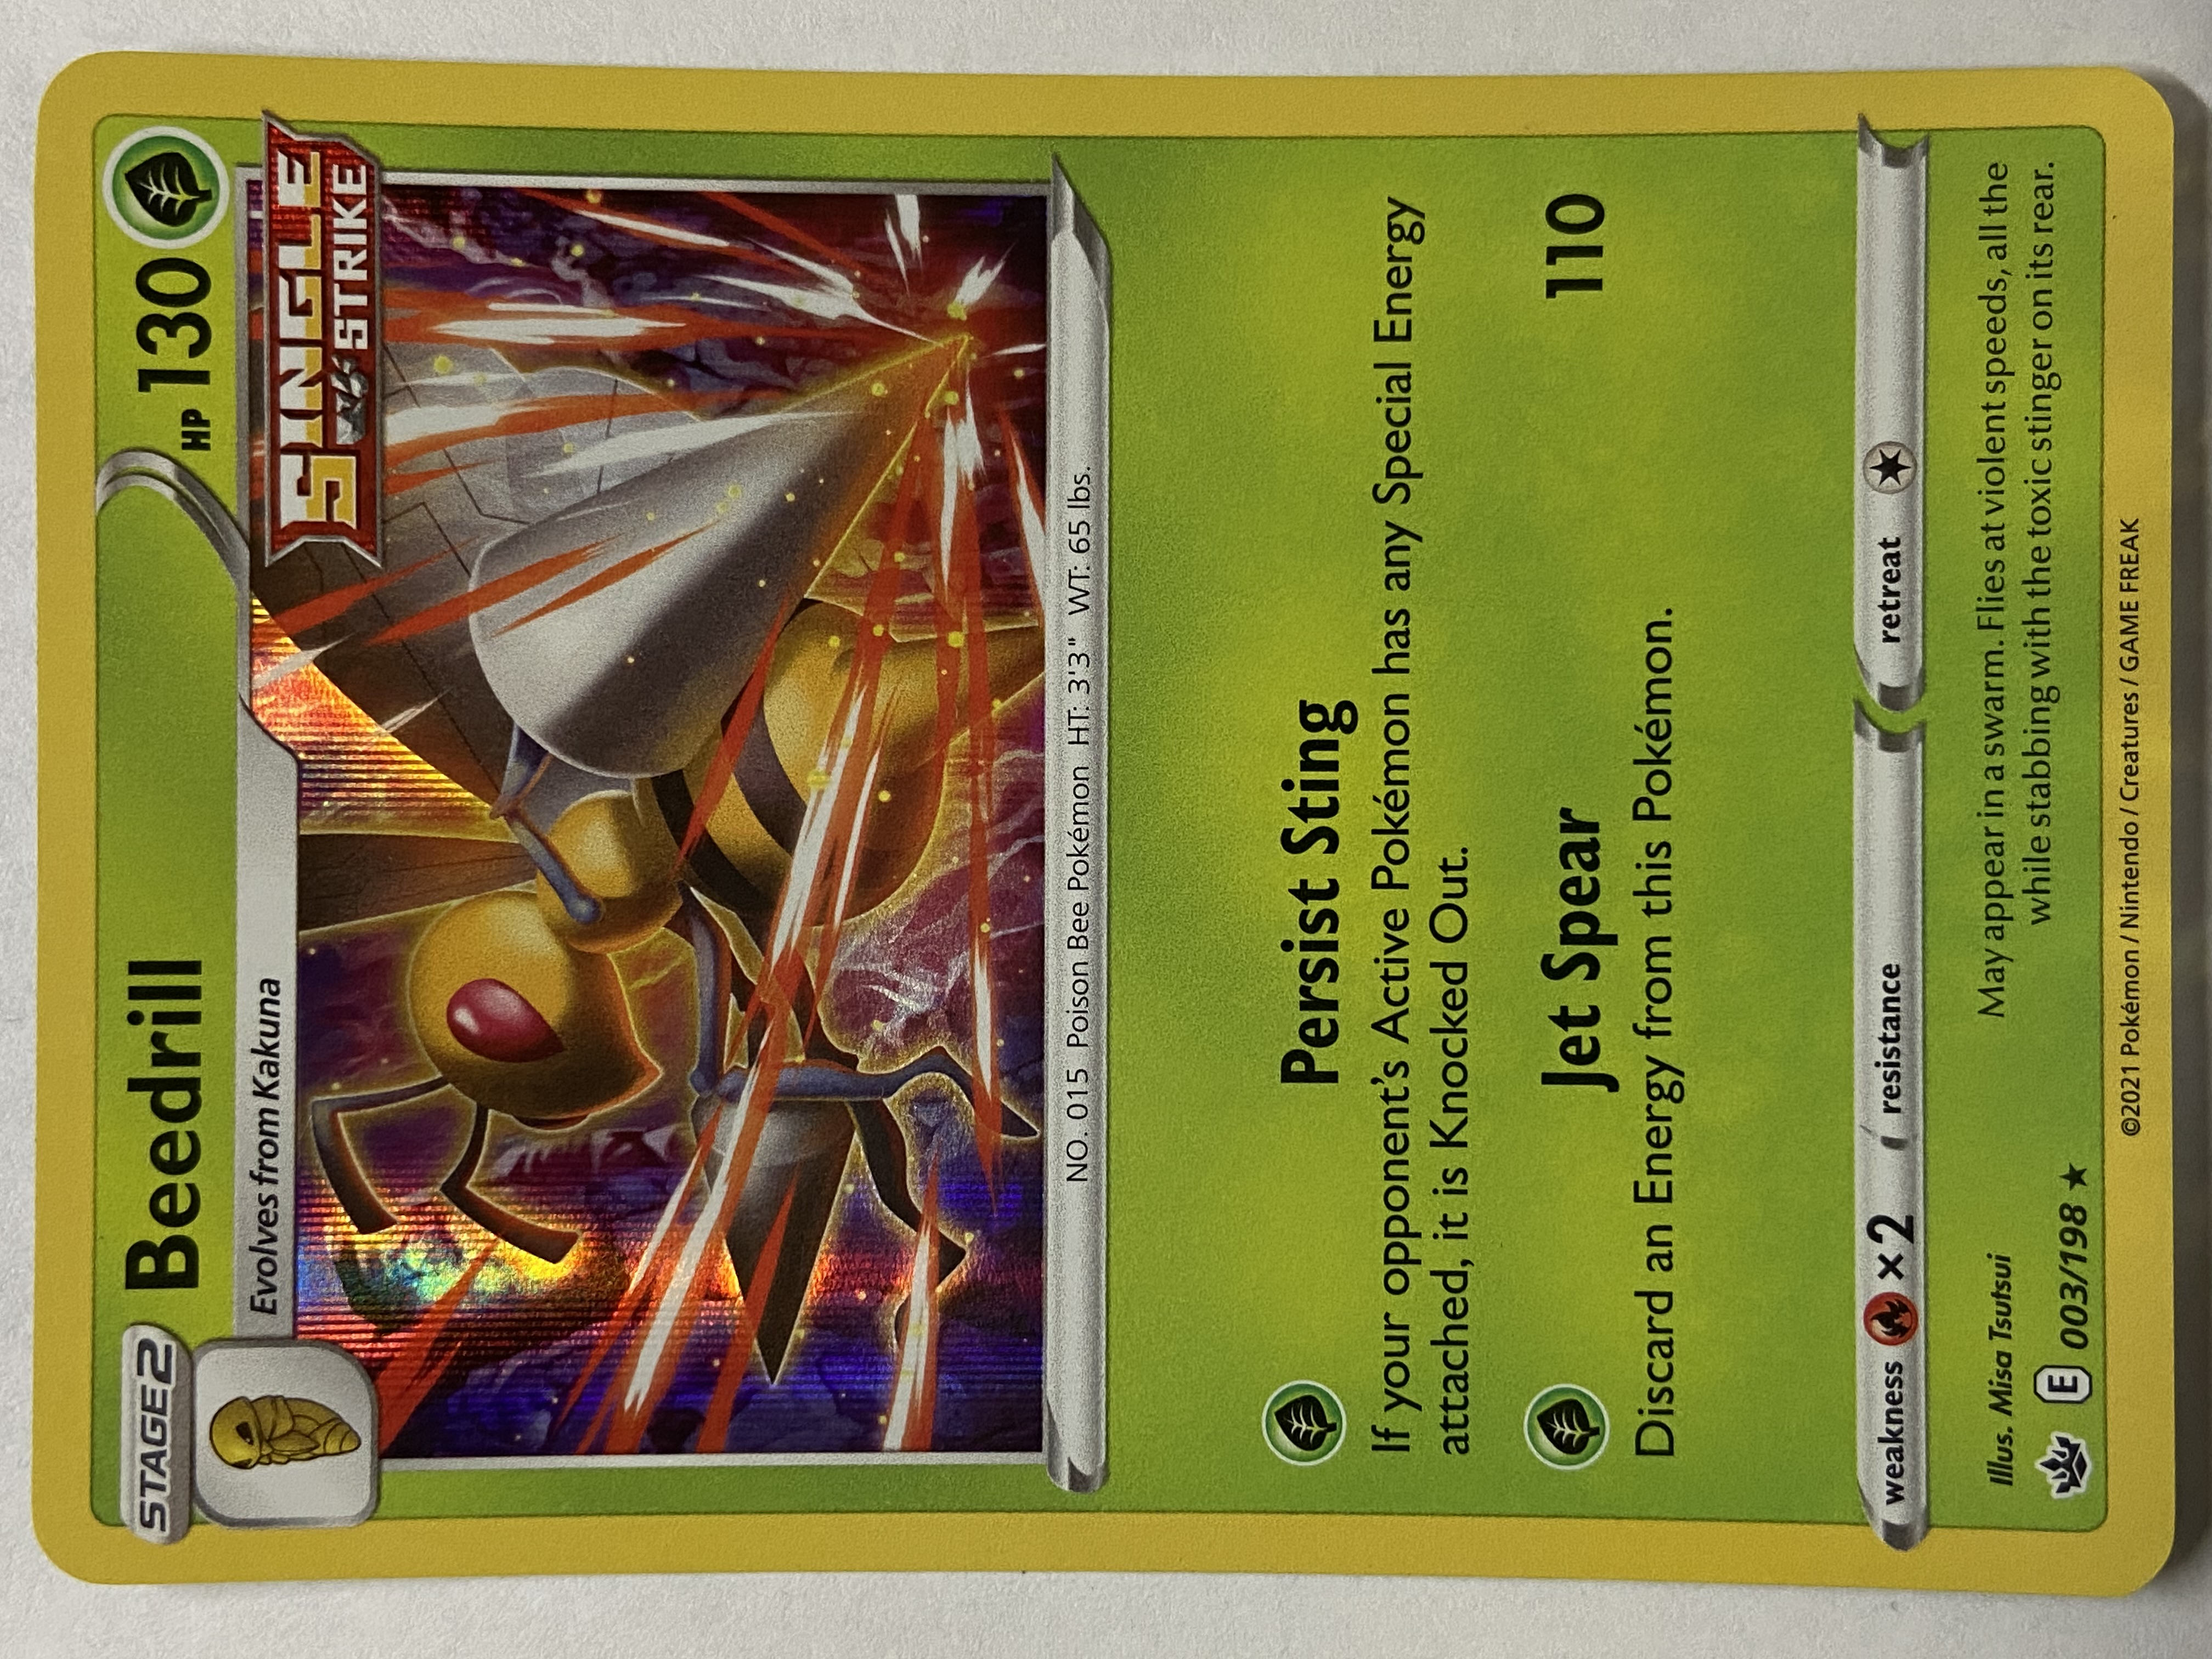 STAGE 2
Beedrill
HP 130
Evolves from Kakuna
SINGLE
STRIKE
NO. 015 Poison Bee Pokémon HT: 3'3" WT: 65 lbs.
Persist Sting
If your opponent's Active Pokémon has any Special Energy
attached, it is Knocked Out.
Jet Spear 110
Discard an Energy from this Pokémon.
weakness ×2 resistance retreat
Illus. Misa Tsutsui
E 003/198 ★
May appear in a swarm. Flies at violent speeds, all the
while stabbing with the toxic stinger on its rear.
©2021 Pokémon / Nintendo / Creatures / GAME FREAK